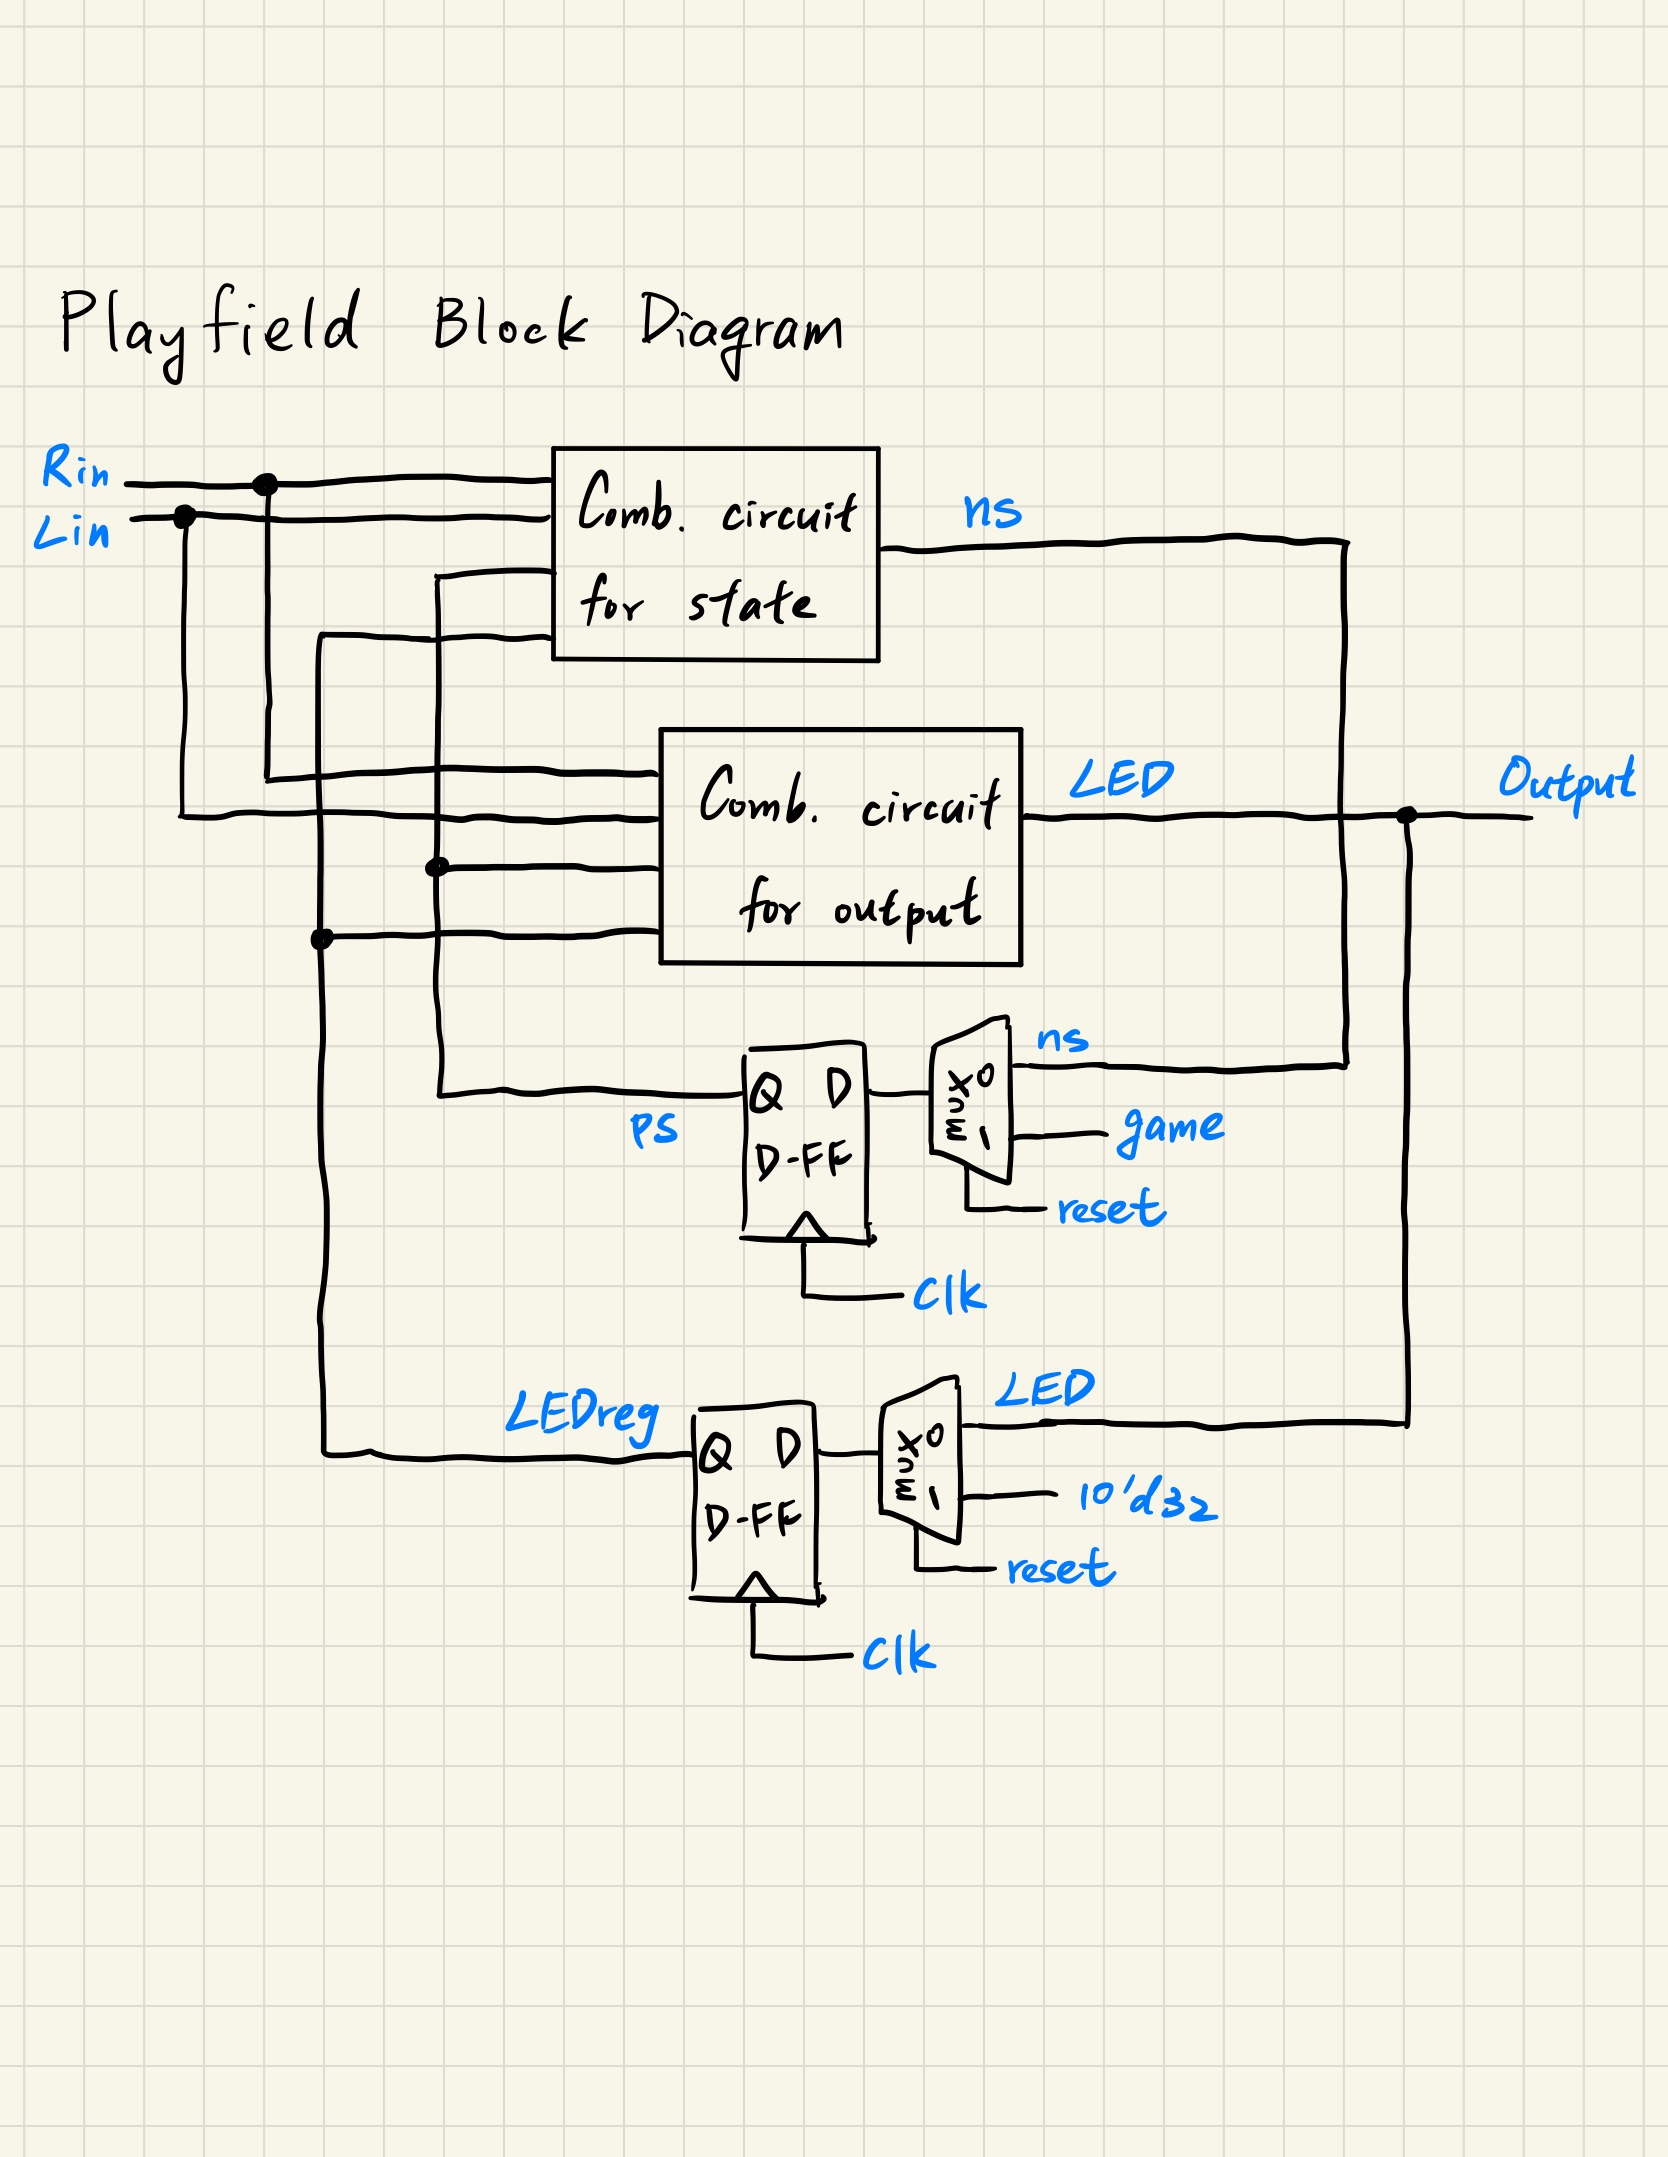 Playfield Block Diagram
Rin
Lin
Comb. circuit
for state
ns
Comb. circuit
for output
LED
Output
ns
Q D
D-FF
mux
0
1
game
reset
PS
Clk
LED
LEDreg
Q D
D-FF
mux
0
1
10'd32
reset
Clk